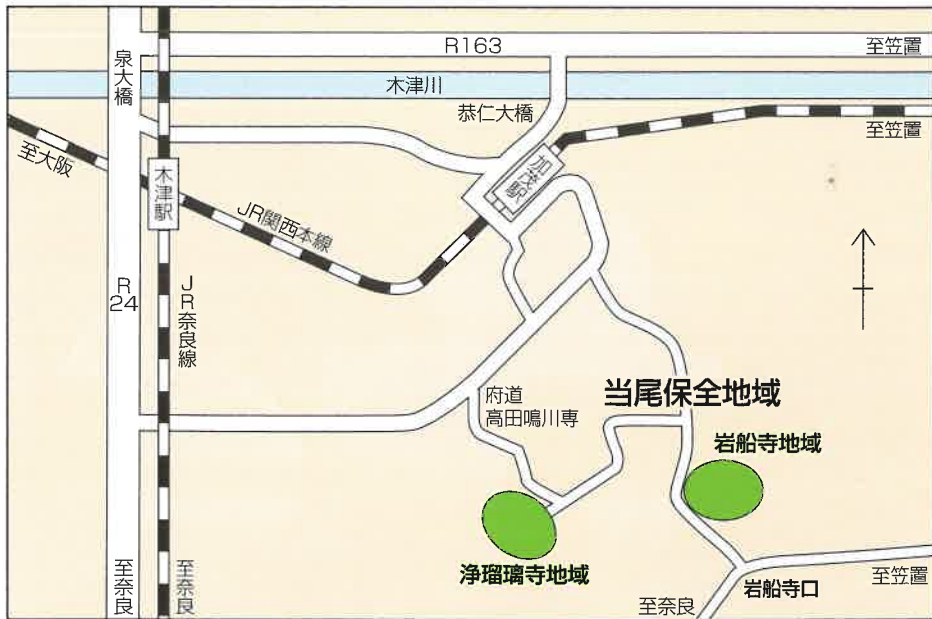 R163
至笠置
泉大橋
木津川
恭仁大橋
至笠置
至大阪
木津駅
加茂駅
JR関西本線
R
24
JR奈良線
当尾保全地域
府道
高田鳴川専
岩船寺地域
浄瑠璃寺地域
至奈良
至奈良
至奈良
岩船寺口
至笠置